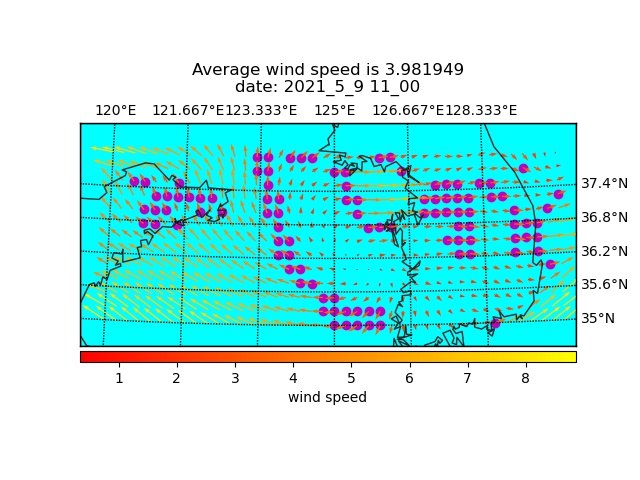 Average wind speed is 3.981949
date: 2021_5_9 11_00
120°E 121.667°E 123.333°E 125°E 126.667°E 128.333°E
37.4°N
36.8°N
36.2°N
35.6°N
35°N
1 2 3 4 5 6 7 8
wind speed